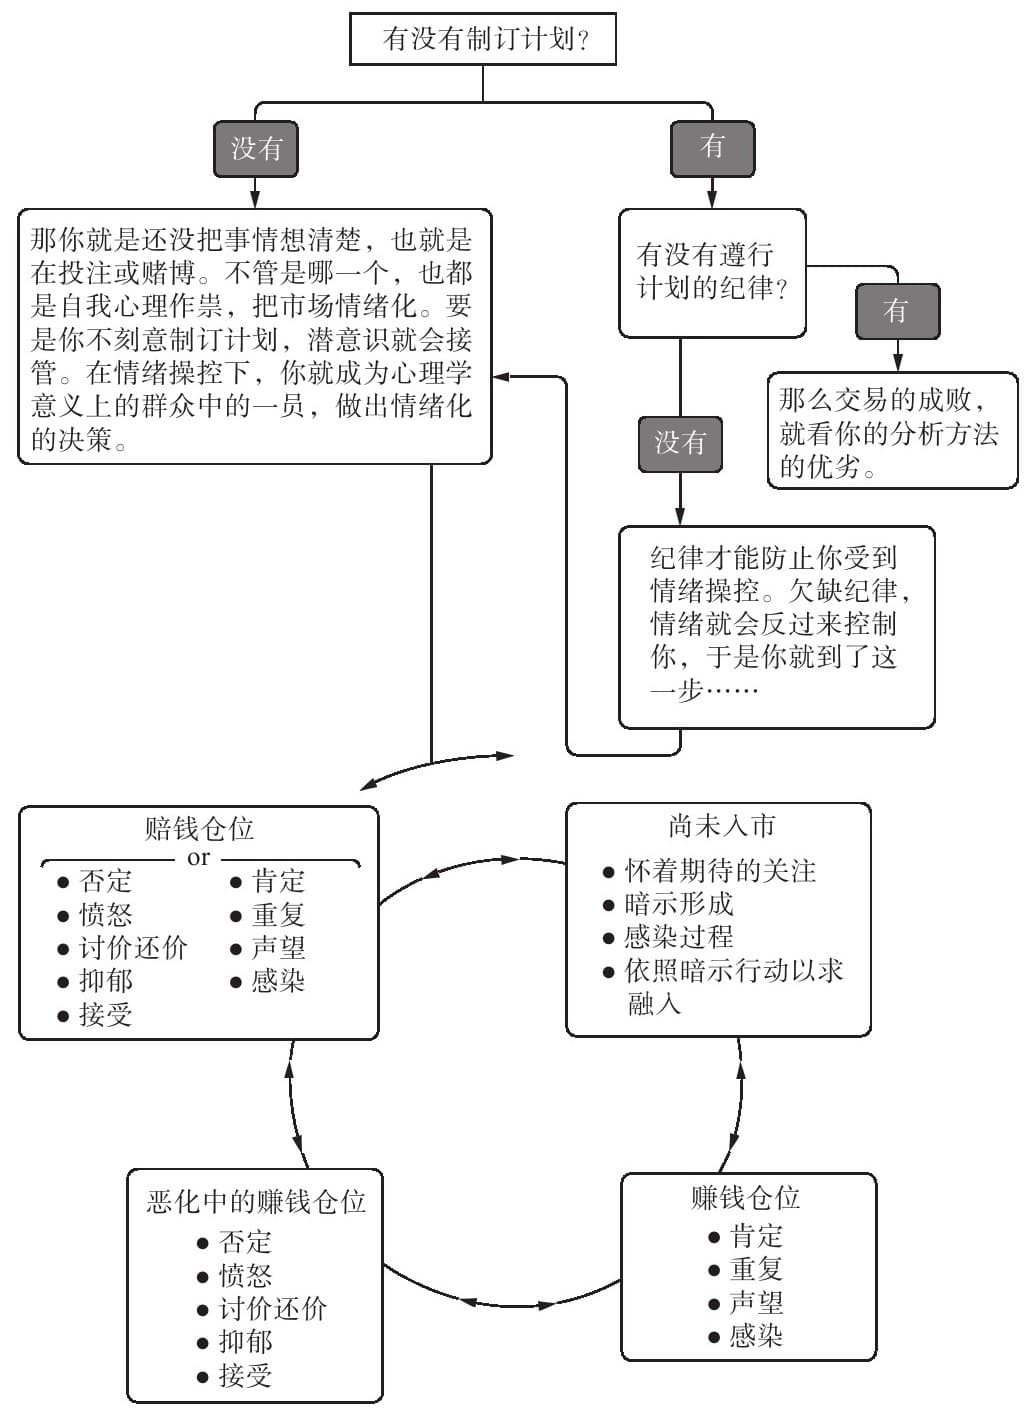 有没有制订计划？
没有
有
那你就是还没把事情想清楚，也就是
在投注或赌博。不管是哪一个，也都
是自我心理作祟，把市场情绪化。要
是你不刻意制订计划，潜意识就会接
管。在情绪操控下，你就成为心理学
意义上的群众中的一员，做出情绪化
的决策。
有没有遵行
计划的纪律？
有
那么交易的成败，
就看你的分析方法
的优劣。
没有
纪律才能防止你受到
情绪操控。欠缺纪律，
情绪就会反过来控制
你，于是你就到了这
一步……
赔钱仓位
or
● 否定
● 愤怒
● 讨价还价
● 抑郁
● 接受
● 肯定
● 重复
● 声望
● 感染
尚未入市
● 怀着期待的关注
● 暗示形成
● 感染过程
● 依照暗示行动以求
融入
恶化中的赚钱仓位
● 否定
● 愤怒
● 讨价还价
● 抑郁
● 接受
赚钱仓位
● 肯定
● 重复
● 声望
● 感染